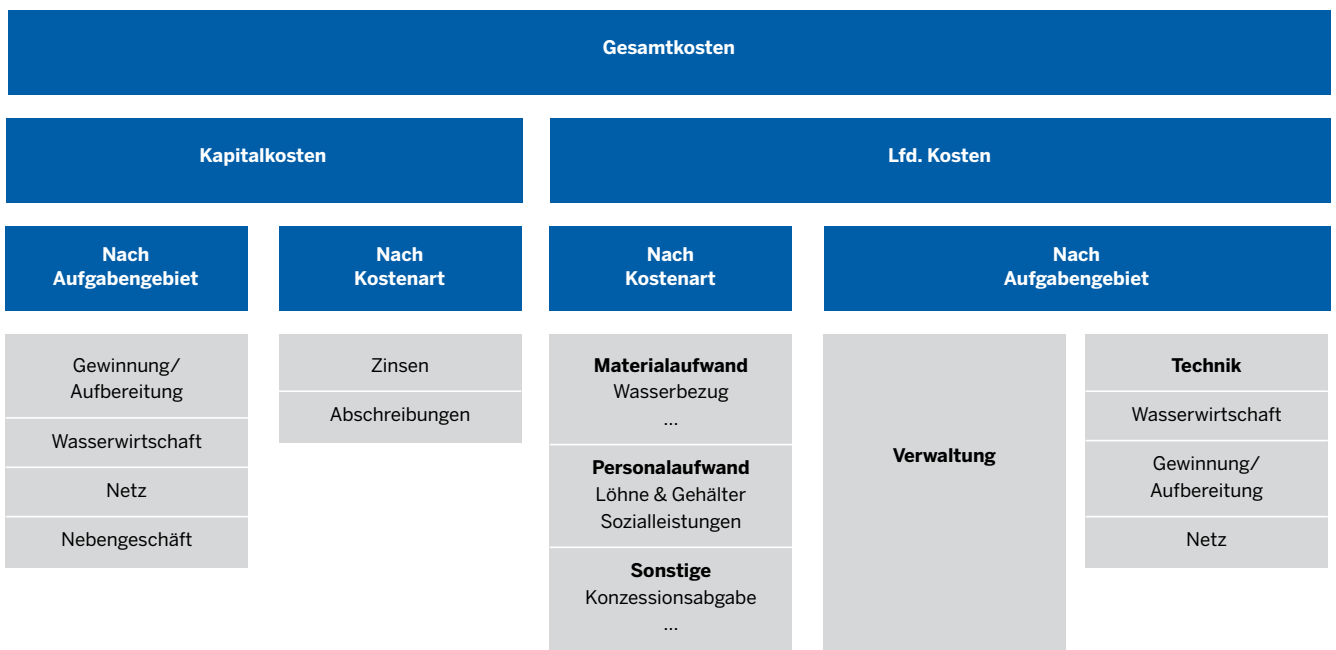 Gesamtkosten
Kapitalkosten
Lfd. Kosten
Nach
Aufgabengebiet
Nach
Kostenart
Nach
Kostenart
Nach
Aufgabengebiet
Gewinnung/
Aufbereitung
Wasserwirtschaft
Netz
Nebengeschäft
Zinsen
Abschreibungen
Materialaufwand
Wasserbezug
...
Personalaufwand
Löhne & Gehälter
Sozialleistungen
Sonstige
Konzessionsabgabe
...
Verwaltung
Technik
Wasserwirtschaft
Gewinnung/
Aufbereitung
Netz